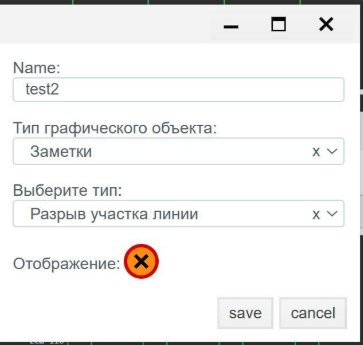 Name:
test2
Тип графического объекта:
Заметки x
Выберите тип:
Разрыв участка линии x
Отображение:
save cancel